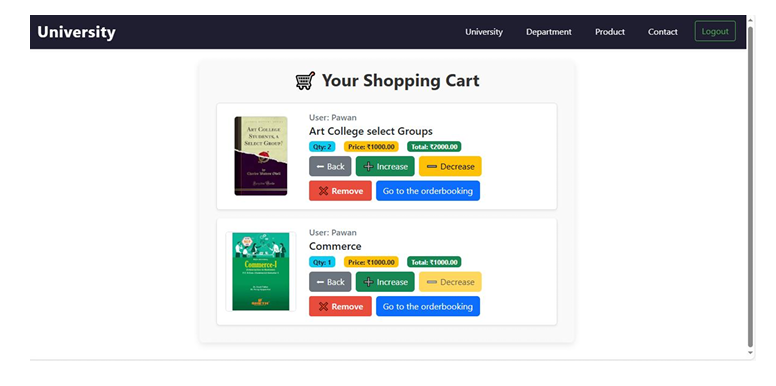 University University Department Product Contact Logout
Your Shopping Cart
User: Pawan
Art College select Groups
Qty: 2 Price: ₹1000.00 Total: ₹2000.00
Back Increase Decrease
Remove Go to the orderbooking
ART COLLEGE
STUDENTS, A
SELECT GROUP!
User: Pawan
Commerce
Qty: 1 Price: ₹1000.00 Total: ₹1000.00
Back Increase Decrease
Remove Go to the orderbooking
Commerce-I